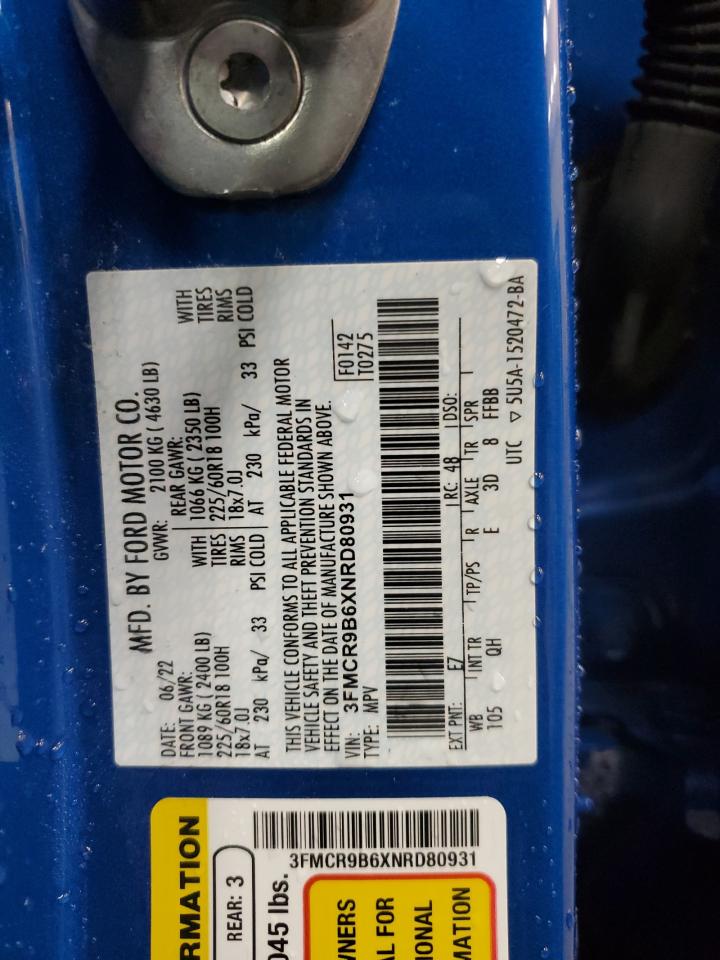 MFD. BY FORD MOTOR CO.
DATE: 06/22 GVWR: 2100 KG ( 4630 LB)
FRONT GAWR: REAR GAWR:
1089 KG ( 2400 LB) WITH 1066 KG ( 2350 LB) WITH
225/60R18 100H TIRES 225/60R18 100H TIRES
18x7.0J RIMS 18x7.0J RIMS
AT 230 kPa/ 33 PSI COLD AT 230 kPa/ 33 PSI COLD
THIS VEHICLE CONFORMS TO ALL APPLICABLE FEDERAL MOTOR
VEHICLE SAFETY AND THEFT PREVENTION STANDARDS IN
EFFECT ON THE DATE OF MANUFACTURE SHOWN ABOVE.
VIN: 3FMCR9B6XNRD80931 F0142
TYPE: MPV T0275
EXT PNT: E7 RC: 48 DSO:
WB INT TR TP/PS R AXLE TR SPR
105 QH E 3D 8 FFBB
UTC ▽ 5U5A-1520472-BA
RMATION
REAR: 3
045 lbs.
3FMCR9B6XNRD80931
WNERS
AL FOR
IONAL
MATION